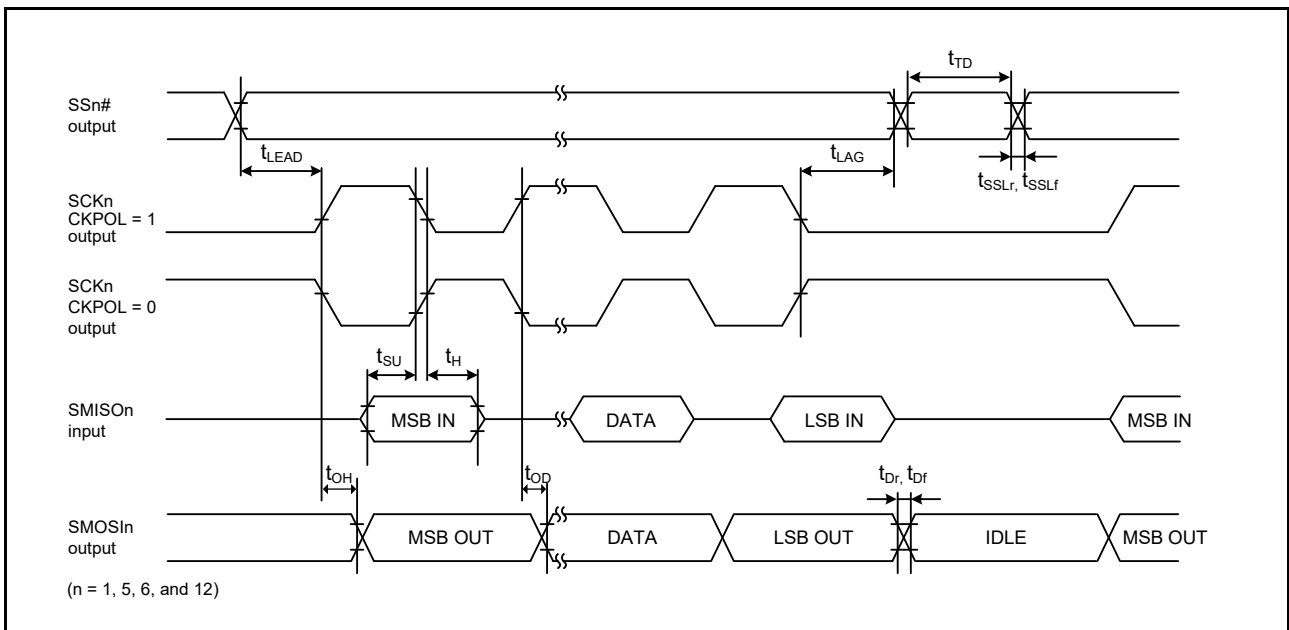 tTD
SSn#
output
tLEAD
tLAG
tSSLr, tSSLf
SCKn
CKPOL = 1
output
SCKn
CKPOL = 0
output
tSU
tH
SMISOn
input
MSB IN
DATA
LSB IN
MSB IN
tOH
tOD
tDr, tDf
SMOSIn
output
MSB OUT
DATA
LSB OUT
IDLE
MSB OUT
(n = 1, 5, 6, and 12)